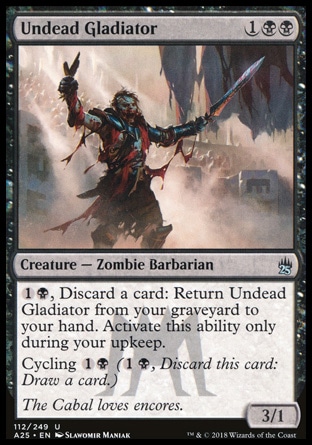 Undead Gladiator 1
Creature — Zombie Barbarian
25
1, Discard a card: Return Undead
Gladiator from your graveyard to
your hand. Activate this ability only
during your upkeep.
Cycling 1 (1, Discard this card:
Draw a card.)
The Cabal loves encores.
3/1
112/249 U
A25 • EN Slawomir Maniak
™ & © 2018 Wizards of the Coast